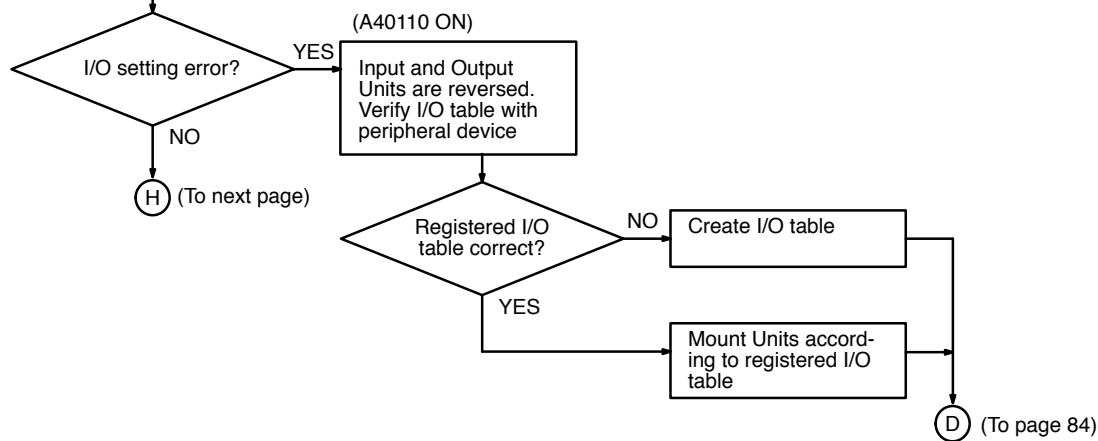 (A40110 ON)
I/O setting error?
YES
Input and Output
Units are reversed.
Verify I/O table with
peripheral device
NO
H (To next page)
Registered I/O
table correct?
NO
Create I/O table
YES
Mount Units accord-
ing to registered I/O
table
D (To page 84)